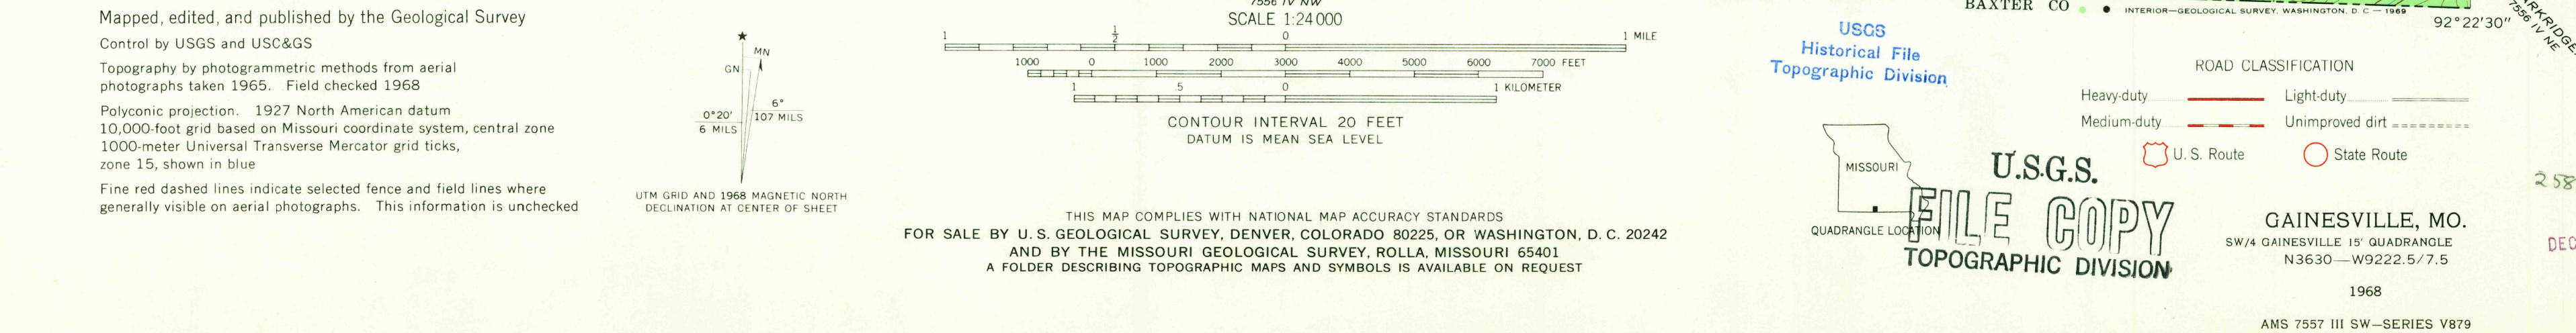 Mapped, edited, and published by the Geological Survey
Control by USGS and USC&GS
Topography by photogrammetric methods from aerial
photographs taken 1965. Field checked 1968
Polyconic projection. 1927 North American datum
10,000-foot grid based on Missouri coordinate system, central zone
1000-meter Universal Transverse Mercator grid ticks,
zone 15, shown in blue
Fine red dashed lines indicate selected fence and field lines where
generally visible on aerial photographs. This information is unchecked
★
MN
GN
0°20′
6 MILS
6°
107 MILS
UTM GRID AND 1968 MAGNETIC NORTH
DECLINATION AT CENTER OF SHEET
7556 IV NW
SCALE 1:24 000
1 ½ 0 1 MILE
1000 0 1000 2000 3000 4000 5000 6000 7000 FEET
1 .5 0 1 KILOMETER
CONTOUR INTERVAL 20 FEET
DATUM IS MEAN SEA LEVEL
THIS MAP COMPLIES WITH NATIONAL MAP ACCURACY STANDARDS
FOR SALE BY U. S. GEOLOGICAL SURVEY, DENVER, COLORADO 80225, OR WASHINGTON, D. C. 20242
AND BY THE MISSOURI GEOLOGICAL SURVEY, ROLLA, MISSOURI 65401
A FOLDER DESCRIBING TOPOGRAPHIC MAPS AND SYMBOLS IS AVAILABLE ON REQUEST
USGS
Historical File
Topographic Division
MISSOURI
QUADRANGLE LOCATION
U.S.G.S.
FILE COPY
TOPOGRAPHIC DIVISION
BAXTER CO
INTERIOR—GEOLOGICAL SURVEY, WASHINGTON, D. C.—1969
92°22′30″
7556 IV NE
ROAD CLASSIFICATION
Heavy-duty Light-duty
Medium-duty Unimproved dirt
U. S. Route State Route
258
GAINESVILLE, MO.
SW/4 GAINESVILLE 15′ QUADRANGLE
N3630—W9222.5/7.5
DEC
1968
AMS 7557 III SW—SERIES V879